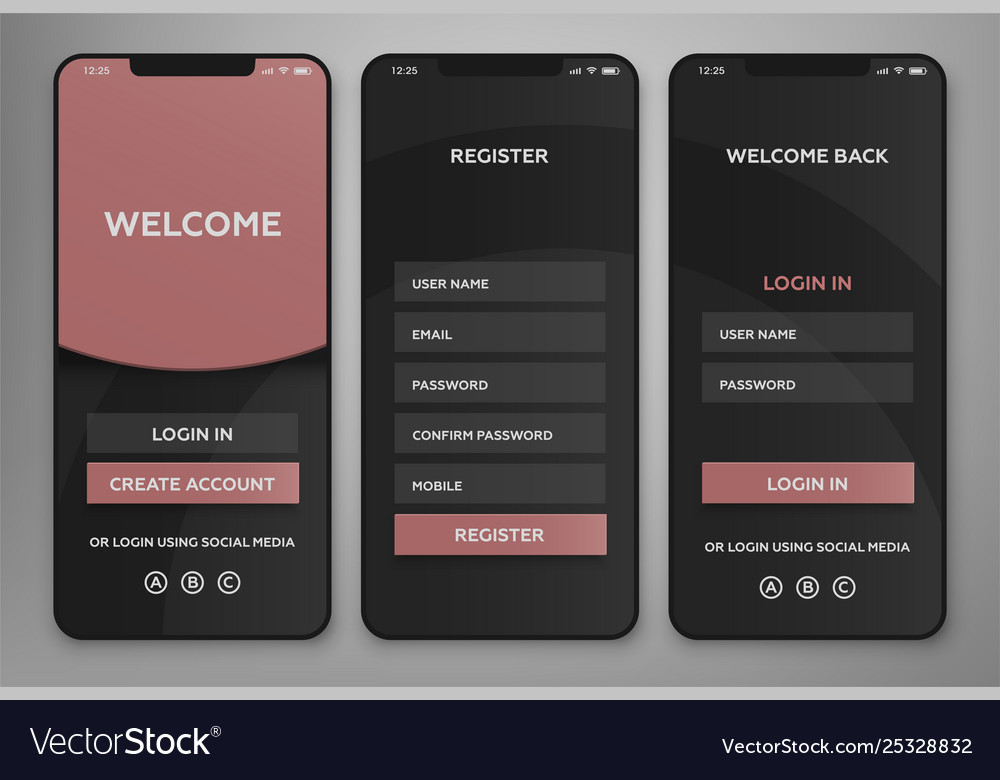 12:25
WELCOME
LOGIN IN
CREATE ACCOUNT
OR LOGIN USING SOCIAL MEDIA
A B C
12:25
REGISTER
USER NAME
EMAIL
PASSWORD
CONFIRM PASSWORD
MOBILE
REGISTER
12:25
WELCOME BACK
LOGIN IN
USER NAME
PASSWORD
LOGIN IN
OR LOGIN USING SOCIAL MEDIA
A B C
VectorStock®
VectorStock.com/25328832